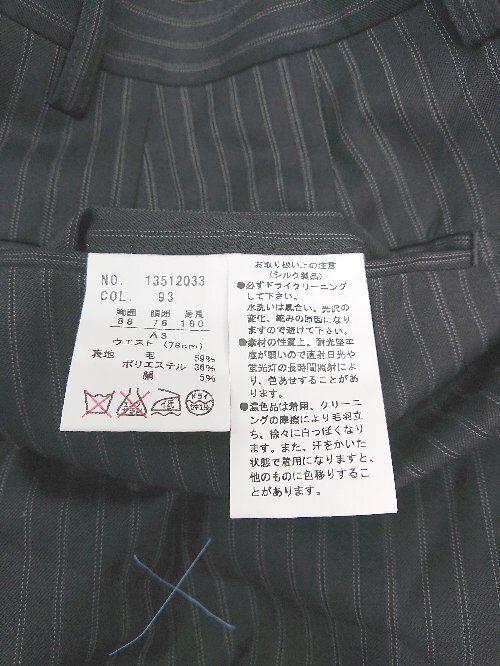 NO. 13512033
COL. 93
胸囲 胴囲 身長
88 76 160
A3
ウエスト (78cm)
表地 毛 59%
ポリエステル 36%
絹 5%
ドライ
お取り扱い上の注意
(シルク製品)
●必ずドライクリーニング
して下さい。
水洗いは風合い、光沢の
変化、縮みの原因になり
ますので避けて下さい。
●素材の性質上、耐光堅牢
度が弱いので直射日光や
蛍光灯の長時間照射によ
り、色あせすることがあ
ります。
●濃色品は着用、クリーニ
ングの摩擦により毛羽立
ち、徐々に白っぽくなり
ます。また、汗をかいた
状態で着用になりますと、
他のものに色移りするこ
とがあります。